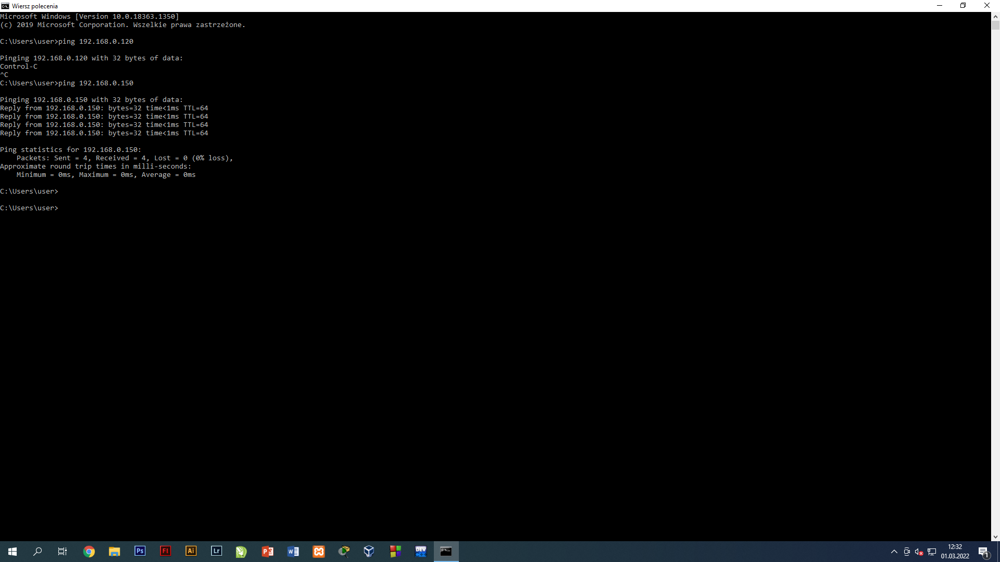 Wiersz polecenia
Microsoft Windows [Version 10.0.18363.1350]
(c) 2019 Microsoft Corporation. Wszelkie prawa zastrzeżone.
C:\Users\user>ping 192.168.0.120
Pinging 192.168.0.120 with 32 bytes of data:
Control-C
^C
C:\Users\user>ping 192.168.0.150
Pinging 192.168.0.150 with 32 bytes of data:
Reply from 192.168.0.150: bytes=32 time<1ms TTL=64
Reply from 192.168.0.150: bytes=32 time<1ms TTL=64
Reply from 192.168.0.150: bytes=32 time<1ms TTL=64
Reply from 192.168.0.150: bytes=32 time<1ms TTL=64
Ping statistics for 192.168.0.150:
    Packets: Sent = 4, Received = 4, Lost = 0 (0% loss),
Approximate round trip times in milli-seconds:
    Minimum = 0ms, Maximum = 0ms, Average = 0ms
C:\Users\user>
C:\Users\user>
Ps Fl Ai Lr P W DEV C:\
12:32
01.03.2022
1